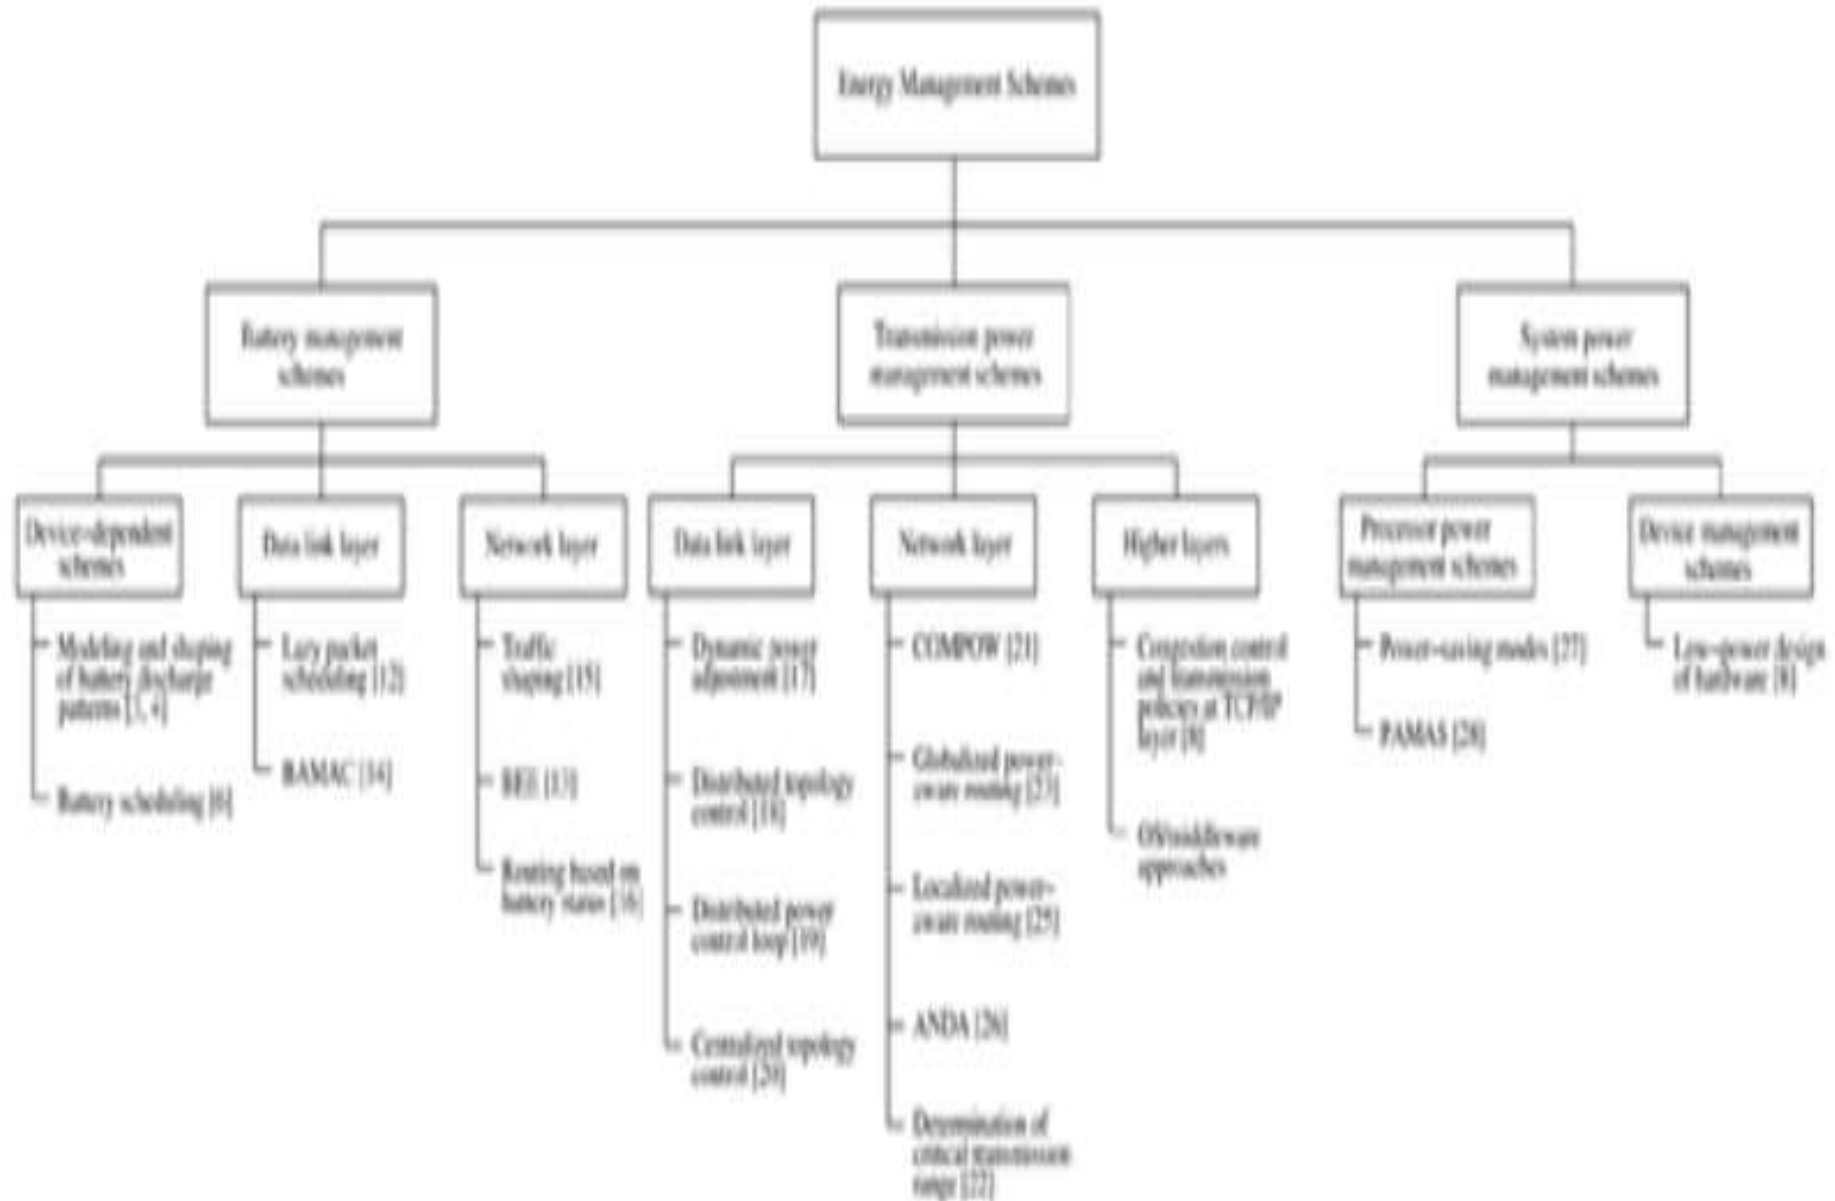 Energy Management Schemes
Battery management
schemes
Transmission power
management schemes
System power
management schemes
Device-dependent
schemes
Data link layer
Network layer
Data link layer
Network layer
Higher layers
Processor power
management schemes
Device management
schemes
Modeling and shaping
of battery discharge
patterns
Battery scheduling [6]
Lazy packet
scheduling [12]
BAMAC [14]
Traffic
shaping [15]
BEE [13]
Routing based on
battery status [16]
Dynamic power
adjustment [17]
Distributed topology
control [18]
Distributed power
control loop [19]
Centralized topology
control [20]
COMPOW [21]
Globalized power-
aware routing [23]
Localized power-
aware routing [25]
ANDA [26]
Determination of
critical transmission
range [22]
Congestion control
and transmission
policies at TCP/IP
layer [8]
OS/middleware
approaches
Power-saving modes [27]
PAMAS [28]
Low-power design
of hardware [8]